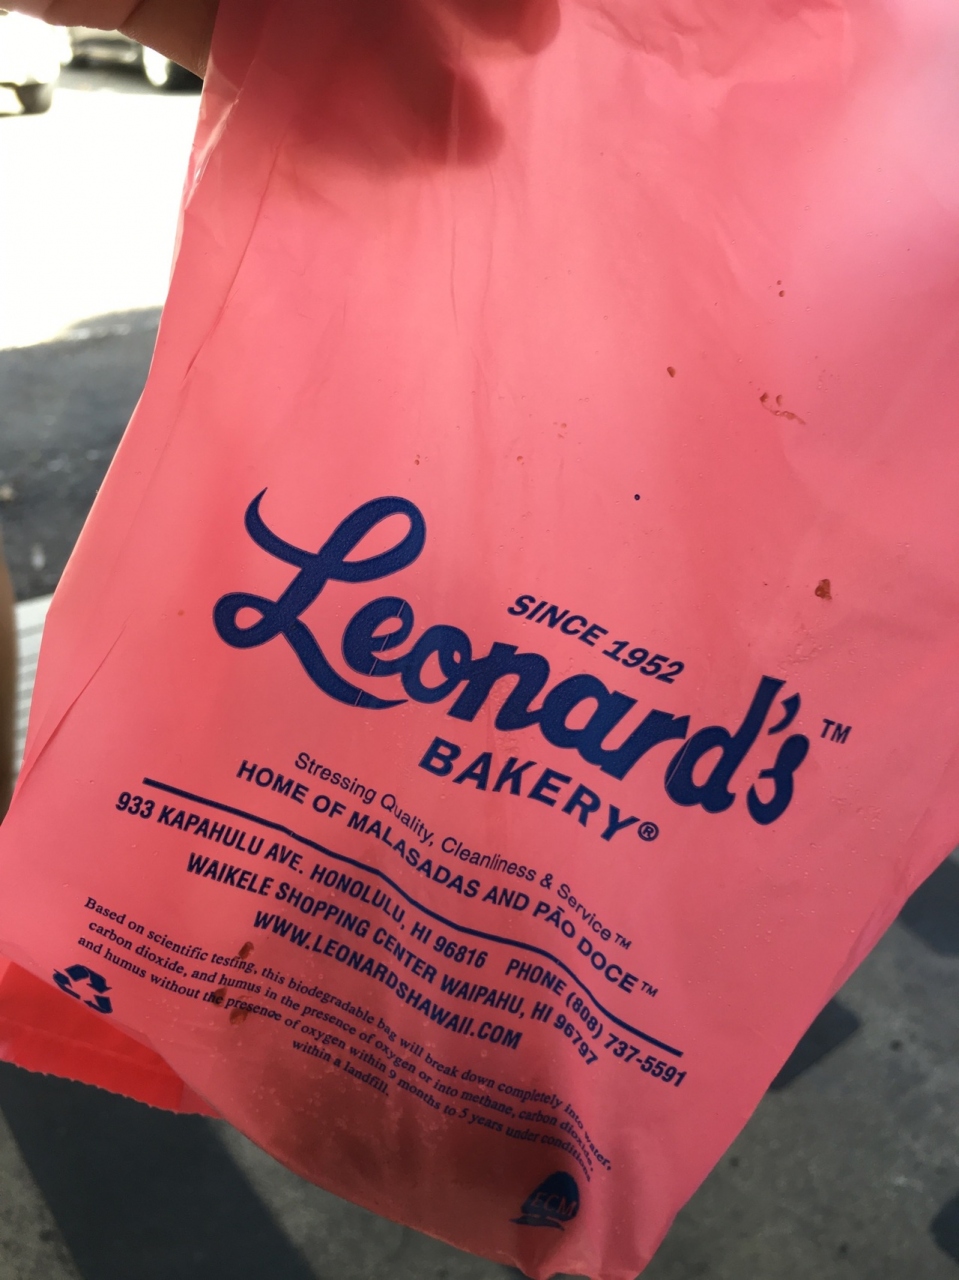 SINCE 1952
Leonard's™
BAKERY®
Stressing Quality, Cleanliness & Service™
HOME OF MALASADAS AND PÃO DOCE™
933 KAPAHULU AVE. HONOLULU, HI 96816 PHONE (808) 737-5591
WAIKELE SHOPPING CENTER WAIPAHU, HI 96797
WWW.LEONARDSHAWAII.COM
Based on scientific testing, this biodegradable bag will break down completely into water,
carbon dioxide, and humus in the presence of oxygen or into methane, carbon dioxide,
and humus without the presence of oxygen within 9 months to 5 years under conditions
within a landfill.
ECM